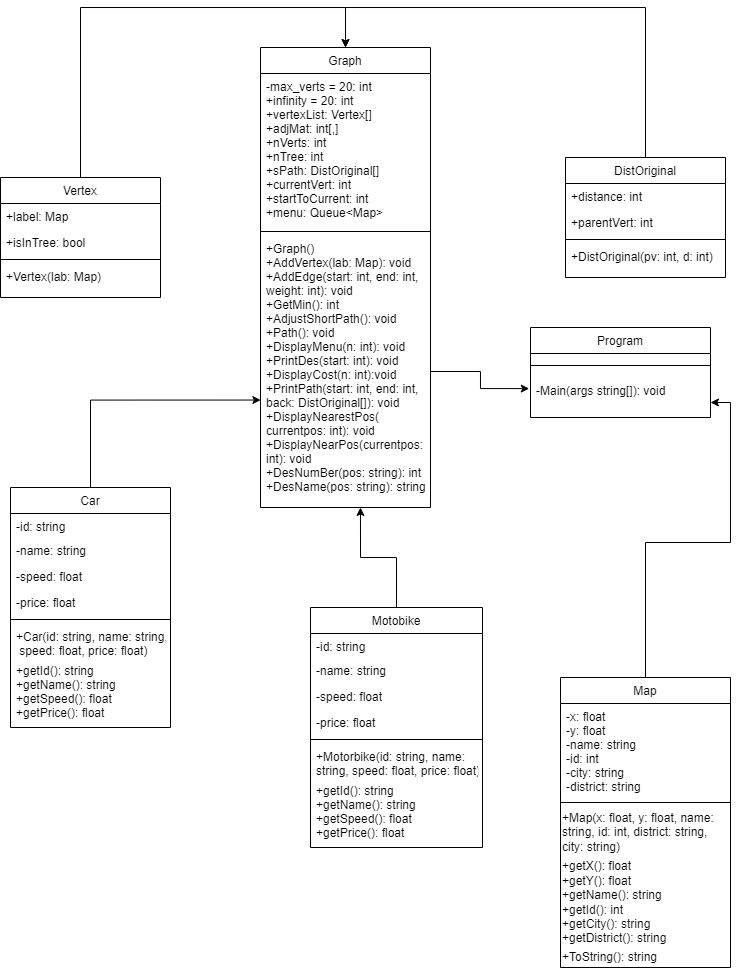 Graph
-max_verts = 20: int
+infinity = 20: int
+vertexList: Vertex[]
+adjMat: int[,]
+nVerts: int
+nTree: int
+sPath: DistOriginal[]
+currentVert: int
+startToCurrent: int
+menu: Queue<Map>
+Graph()
+AddVertex(lab: Map): void
+AddEdge(start: int, end: int,
weight: int): void
+GetMin(): int
+AdjustShortPath(): void
+Path(): void
+DisplayMenu(n: int): void
+PrintDes(start: int): void
+DisplayCost(n: int):void
+PrintPath(start: int, end: int,
back: DistOriginal[]): void
+DisplayNearestPos(
currentpos: int): void
+DisplayNearPos(currentpos:
int): void
+DesNumBer(pos: string): int
+DesName(pos: string): string
Vertex
+label: Map
+isInTree: bool
+Vertex(lab: Map)
DistOriginal
+distance: int
+parentVert: int
+DistOriginal(pv: int, d: int)
Program
-Main(args string[]): void
Car
-id: string
-name: string
-speed: float
-price: float
+Car(id: string, name: string,
speed: float, price: float)
+getId(): string
+getName(): string
+getSpeed(): float
+getPrice(): float
Motobike
-id: string
-name: string
-speed: float
-price: float
+Motorbike(id: string, name:
string, speed: float, price: float)
+getId(): string
+getName(): string
+getSpeed(): float
+getPrice(): float
Map
-x: float
-y: float
-name: string
-id: int
-city: string
-district: string
+Map(x: float, y: float, name:
string, id: int, district: string,
city: string)
+getX(): float
+getY(): float
+getName(): string
+getId(): int
+getCity(): string
+getDistrict(): string
+ToString(): string